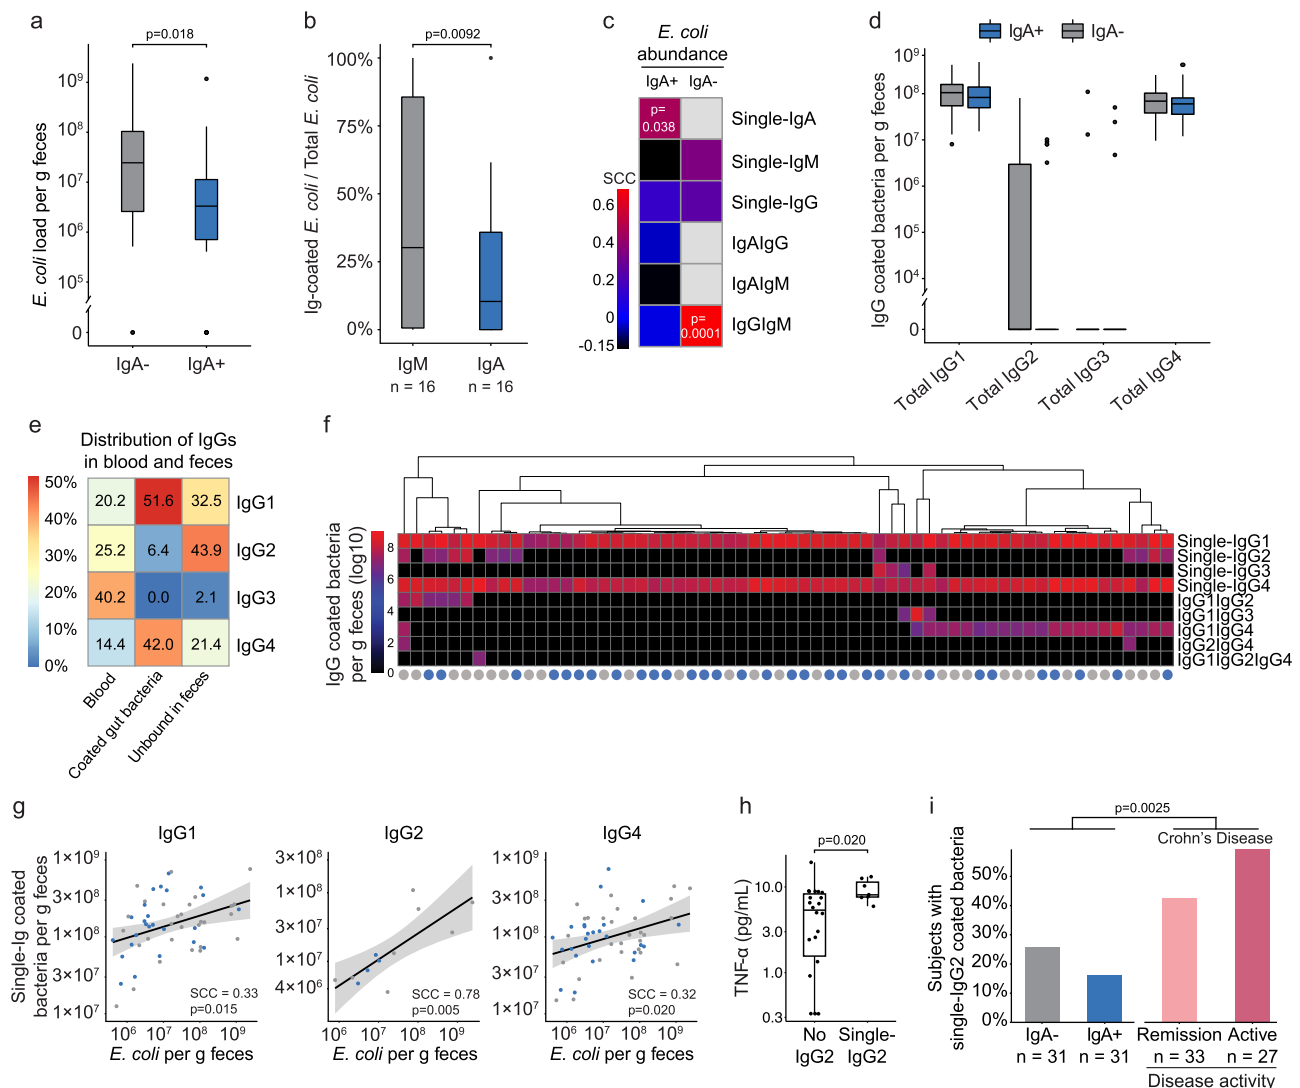 a
p=0.018
E. coli load per g feces
10⁹
10⁸
10⁷
10⁶
10⁵
0
IgA-
IgA+
b
p=0.0092
Ig-coated E. coli / Total E. coli
100%
75%
50%
25%
0%
IgM
IgA
n = 16
n = 16
c
E. coli
abundance
IgA+
IgA-
p=
0.038
Single-IgA
Single-IgM
Single-IgG
IgAIgG
IgAIgM
IgGIgM
p=
0.0001
SCC
0.6
0.4
0.2
0
-0.15
d
IgA+
IgA-
IgG coated bacteria per g feces
10⁹
10⁸
10⁷
10⁶
10⁵
10⁴
0
Total IgG1
Total IgG2
Total IgG3
Total IgG4
e
Distribution of IgGs
in blood and feces
50%
40%
30%
20%
10%
0%
20.2 51.6 32.5 IgG1
25.2 6.4 43.9 IgG2
40.2 0.0 2.1 IgG3
14.4 42.0 21.4 IgG4
Blood
Coated gut bacteria
Unbound in feces
f
IgG coated bacteria
per g feces (log10)
8
6
4
2
0
Single-IgG1
Single-IgG2
Single-IgG3
Single-IgG4
IgG1IgG2
IgG1IgG3
IgG1IgG4
IgG2IgG4
IgG1IgG2IgG4
g
Single-Ig coated
bacteria per g feces
IgG1
1×10⁹
3×10⁸
1×10⁸
3×10⁷
1×10⁷
SCC = 0.33
p=0.015
10⁶ 10⁷ 10⁸ 10⁹
E. coli per g feces
IgG2
3×10⁸
1×10⁸
3×10⁷
1×10⁷
4×10⁶
SCC = 0.78
p=0.005
10⁶ 10⁷ 10⁸ 10⁹
E. coli per g feces
IgG4
1×10⁹
3×10⁸
1×10⁸
3×10⁷
1×10⁷
SCC = 0.32
p=0.020
10⁶ 10⁷ 10⁸ 10⁹
E. coli per g feces
h
p=0.020
TNF-α (pg/mL)
10.0
3.0
1.0
0.3
No
IgG2
Single-
IgG2
i
p=0.0025
Crohn's Disease
Subjects with
single-IgG2 coated bacteria
50%
40%
30%
20%
10%
0%
IgA- IgA+ Remission Active
n = 31 n = 31 n = 33 n = 27
Disease activity